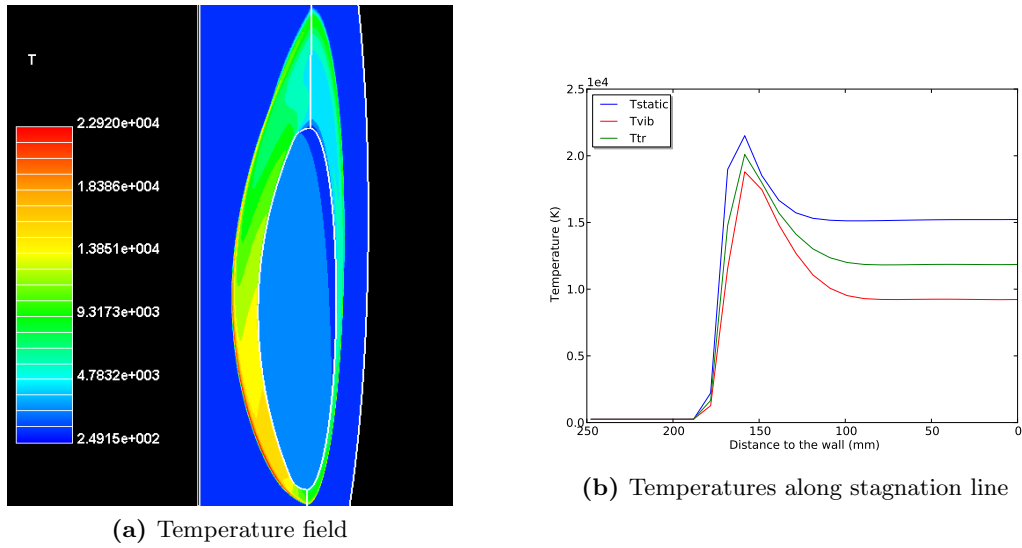 T
2.2920e+004
1.8386e+004
1.3851e+004
9.3173e+003
4.7832e+003
2.4915e+002
(a) Temperature field
1e4
2.5
2.0
1.5
1.0
0.5
0.0
Temperature (K)
Tstatic
Tvib
Ttr
250 200 150 100 50 0
Distance to the wall (mm)
(b) Temperatures along stagnation line